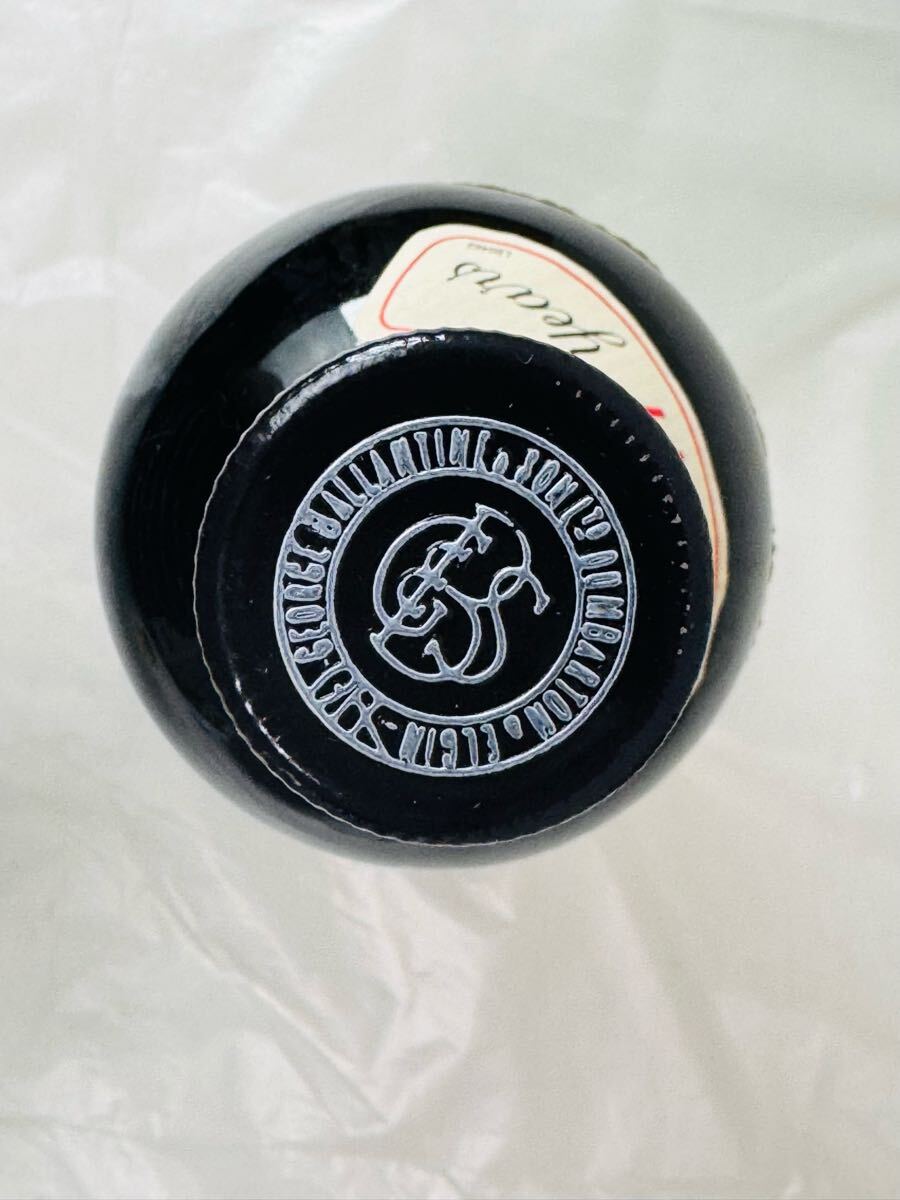 GEORGE BALLANTINE & SON LTD DUMBARTON & ELGIN
years